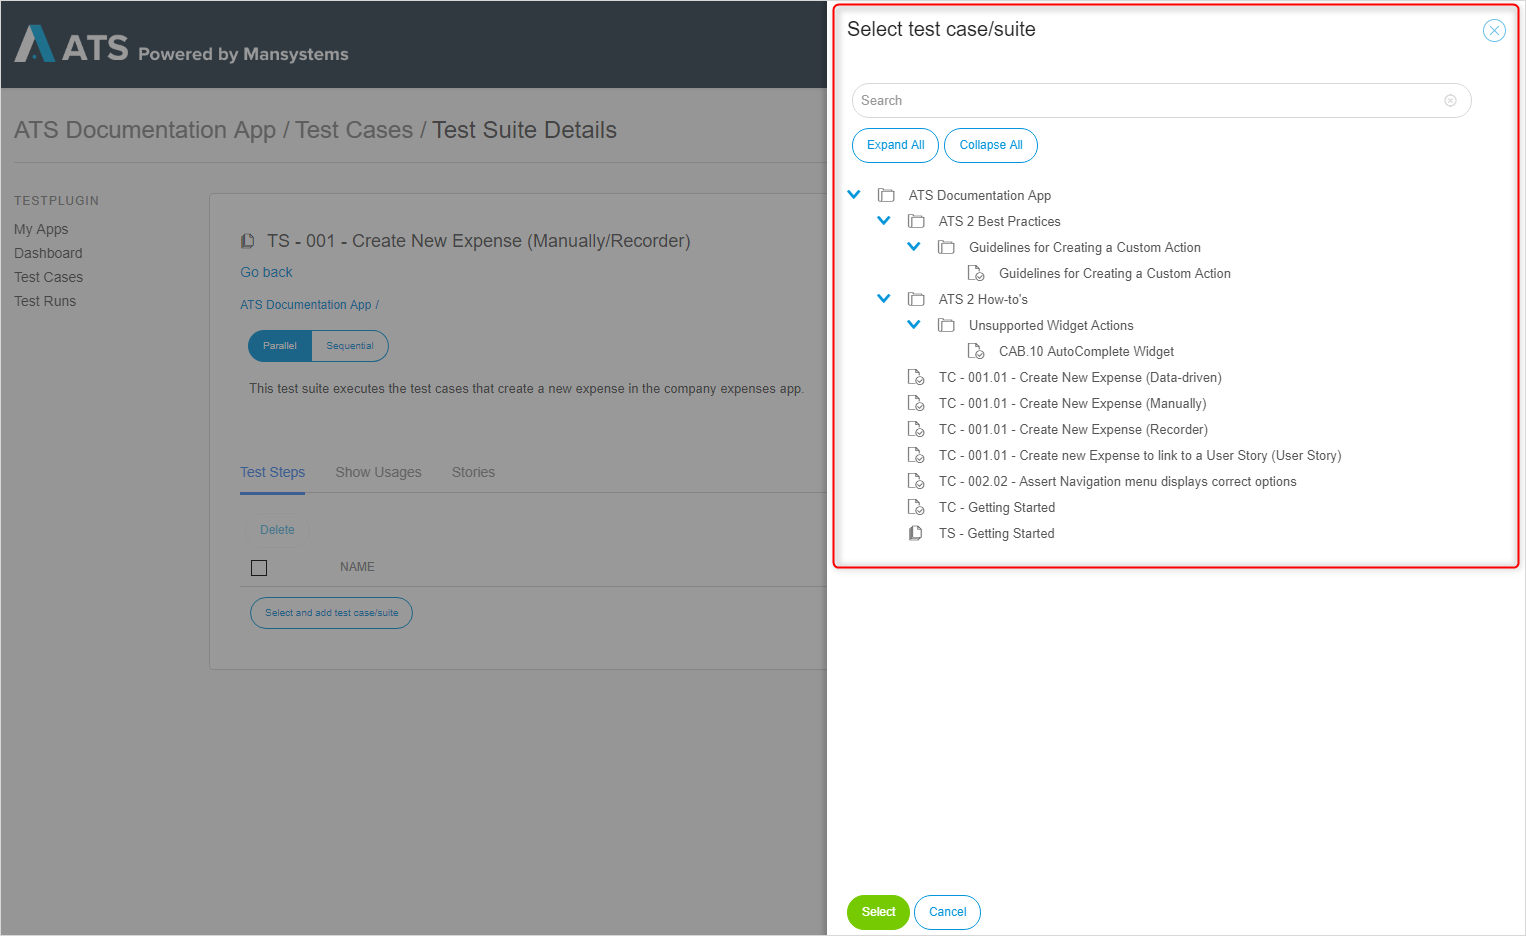 ATS Powered by Mansystems
ATS Documentation App / Test Cases / Test Suite Details
TESTPLUGIN
My Apps
Dashboard
Test Cases
Test Runs
TS - 001 - Create New Expense (Manually/Recorder)
Go back
ATS Documentation App /
Parallel Sequential
This test suite executes the test cases that create a new expense in the company expenses app.
Test Steps Show Usages Stories
Delete
NAME
Select and add test case/suite
Select test case/suite
Search
Expand All Collapse All
ATS Documentation App
ATS 2 Best Practices
Guidelines for Creating a Custom Action
Guidelines for Creating a Custom Action
ATS 2 How-to's
Unsupported Widget Actions
CAB.10 AutoComplete Widget
TC - 001.01 - Create New Expense (Data-driven)
TC - 001.01 - Create New Expense (Manually)
TC - 001.01 - Create New Expense (Recorder)
TC - 001.01 - Create new Expense to link to a User Story (User Story)
TC - 002.02 - Assert Navigation menu displays correct options
TC - Getting Started
TS - Getting Started
Select Cancel